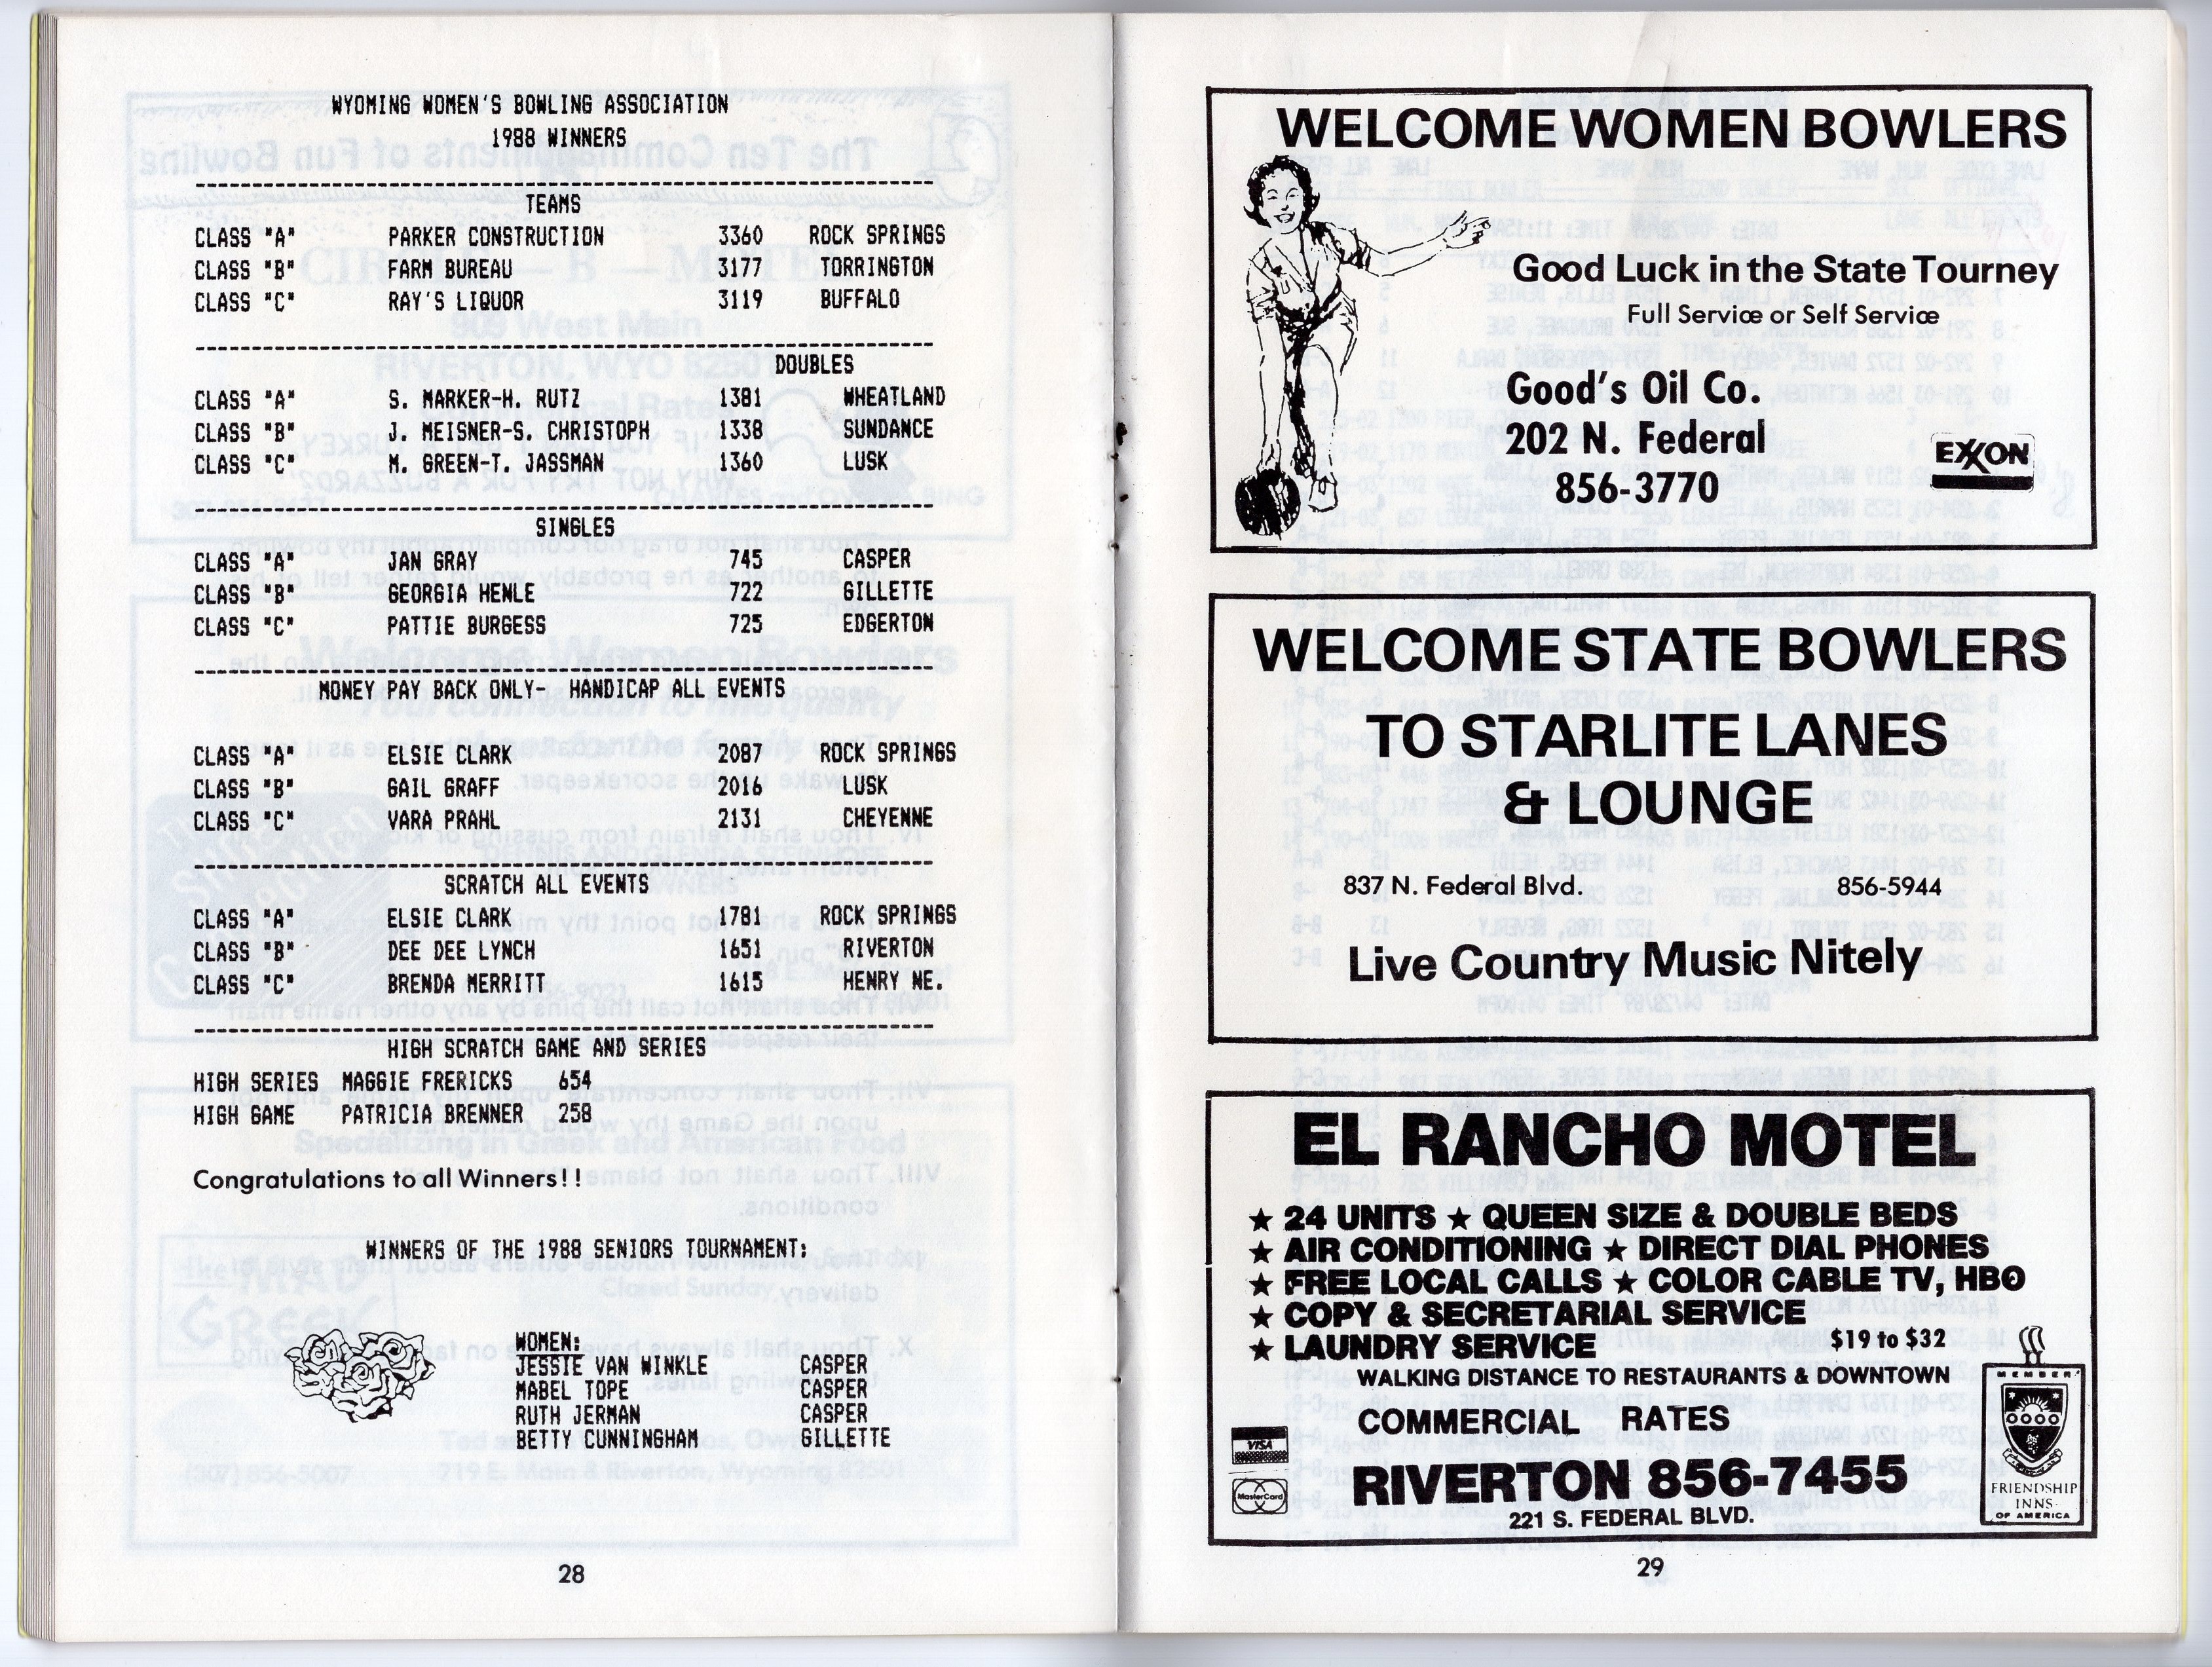 WYOMING WOMEN'S BOWLING ASSOCIATION
1988 WINNERS
TEAMS
CLASS "A" PARKER CONSTRUCTION 3360 ROCK SPRINGS
CLASS "B" FARM BUREAU 3177 TORRINGTON
CLASS "C" RAY'S LIQUOR 3119 BUFFALO
DOUBLES
CLASS "A" S. MARKER-H. RUTZ 1381 WHEATLAND
CLASS "B" J. MEISNER-S. CHRISTOPH 1338 SUNDANCE
CLASS "C" M. GREEN-T. JASSMAN 1360 LUSK
SINGLES
CLASS "A" JAN GRAY 745 CASPER
CLASS "B" GEORGIA HENLE 722 GILLETTE
CLASS "C" PATTIE BURGESS 725 EDGERTON
MONEY PAY BACK ONLY- HANDICAP ALL EVENTS
CLASS "A" ELSIE CLARK 2087 ROCK SPRINGS
CLASS "B" GAIL GRAFF 2016 LUSK
CLASS "C" VARA PRAHL 2131 CHEYENNE
SCRATCH ALL EVENTS
CLASS "A" ELSIE CLARK 1781 ROCK SPRINGS
CLASS "B" DEE DEE LYNCH 1651 RIVERTON
CLASS "C" BRENDA MERRITT 1615 HENRY NE.
HIGH SCRATCH GAME AND SERIES
HIGH SERIES MAGGIE FRERICKS 654
HIGH GAME PATRICIA BRENNER 258
Congratulations to all Winners!!
WINNERS OF THE 1988 SENIORS TOURNAMENT:
WOMEN:
JESSIE VAN WINKLE CASPER
MABEL TOPE CASPER
RUTH JERMAN CASPER
BETTY CUNNINGHAM GILLETTE
28
WELCOME WOMEN BOWLERS
Good Luck in the State Tourney
Full Service or Self Service
Good's Oil Co.
202 N. Federal
856-3770
EXXON
WELCOME STATE BOWLERS
TO STARLITE LANES
& LOUNGE
837 N. Federal Blvd. 856-5944
Live Country Music Nitely
EL RANCHO MOTEL
★ 24 UNITS ★ QUEEN SIZE & DOUBLE BEDS
★ AIR CONDITIONING ★ DIRECT DIAL PHONES
★ FREE LOCAL CALLS ★ COLOR CABLE TV, HBO
★ COPY & SECRETARIAL SERVICE
★ LAUNDRY SERVICE $19 to $32
WALKING DISTANCE TO RESTAURANTS & DOWNTOWN
COMMERCIAL RATES
RIVERTON 856-7455
221 S. FEDERAL BLVD.
VISA
MasterCard
MEMBER
FRIENDSHIP
INNS
OF AMERICA
29